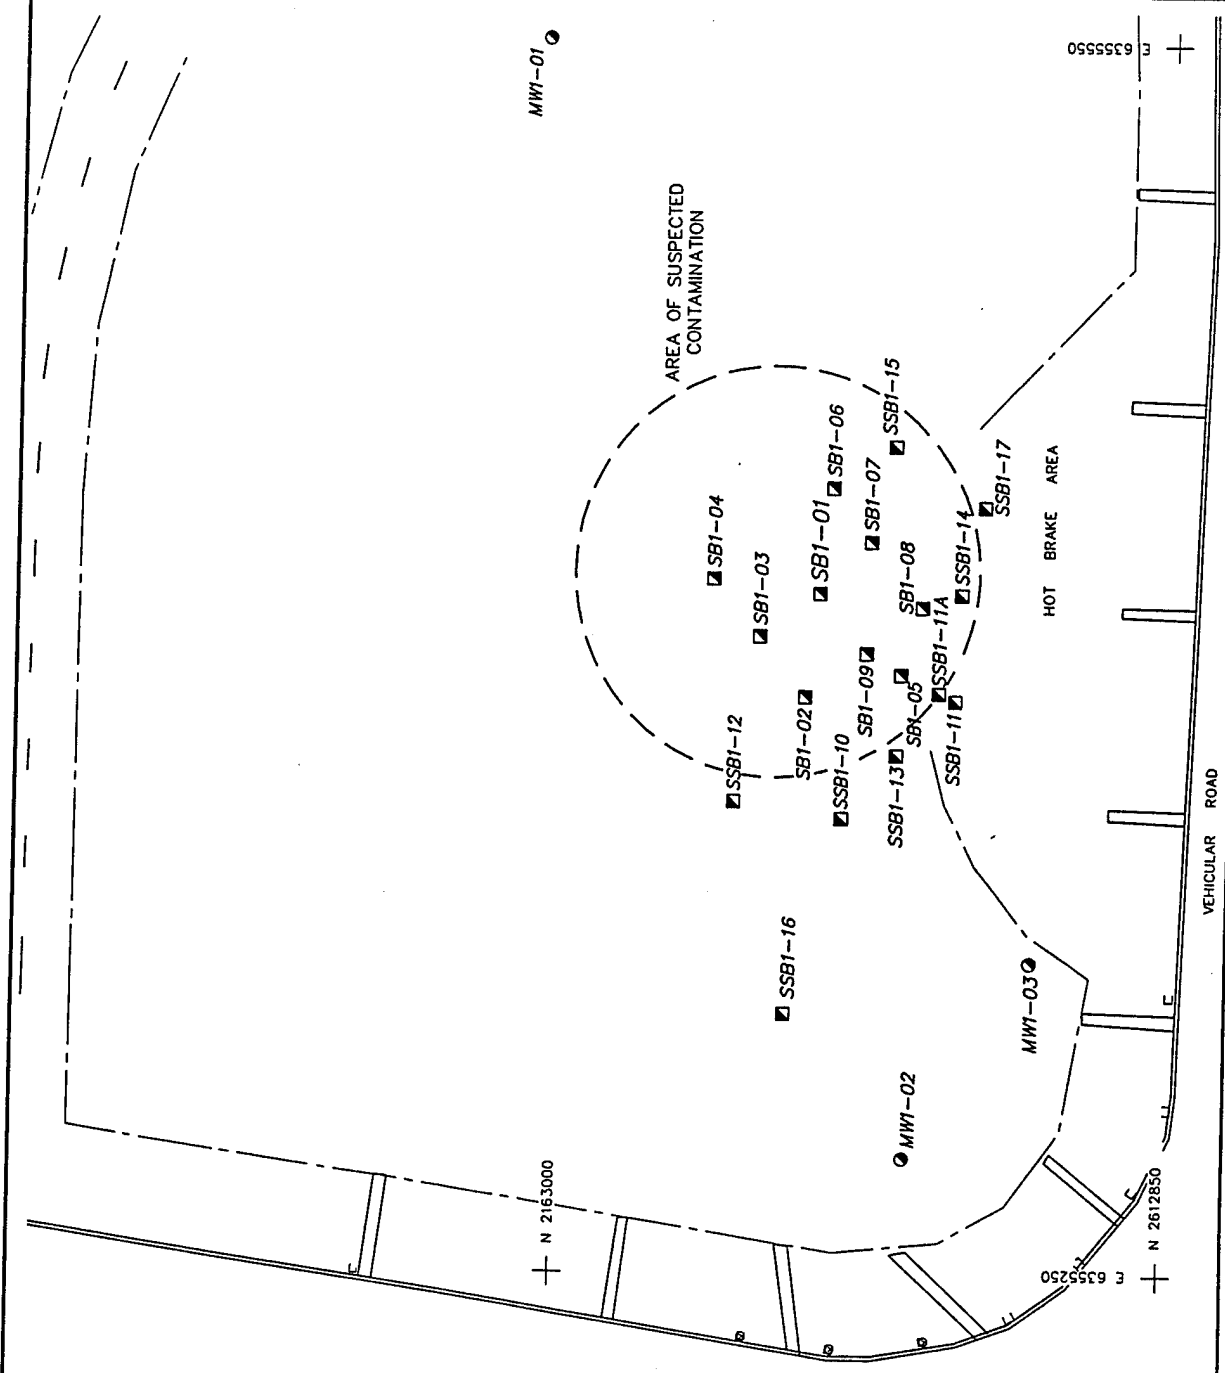 MW1-01
E 6355550
AREA OF SUSPECTED
CONTAMINATION
SSB1-15
SB1-06
SB1-07
SB1-04
SSB1-17
HOT BRAKE AREA
SB1-01
SB1-03
SB1-08
SSB1-14
SSB1-11A
SB1-09
SB1-05
SB1-02
SSB1-12
SSB1-10
SSB1-11
SSB1-13
VEHICULAR ROAD
SSB1-16
MW1-03
MW1-02
N 2163000
N 2612850
E 6355250